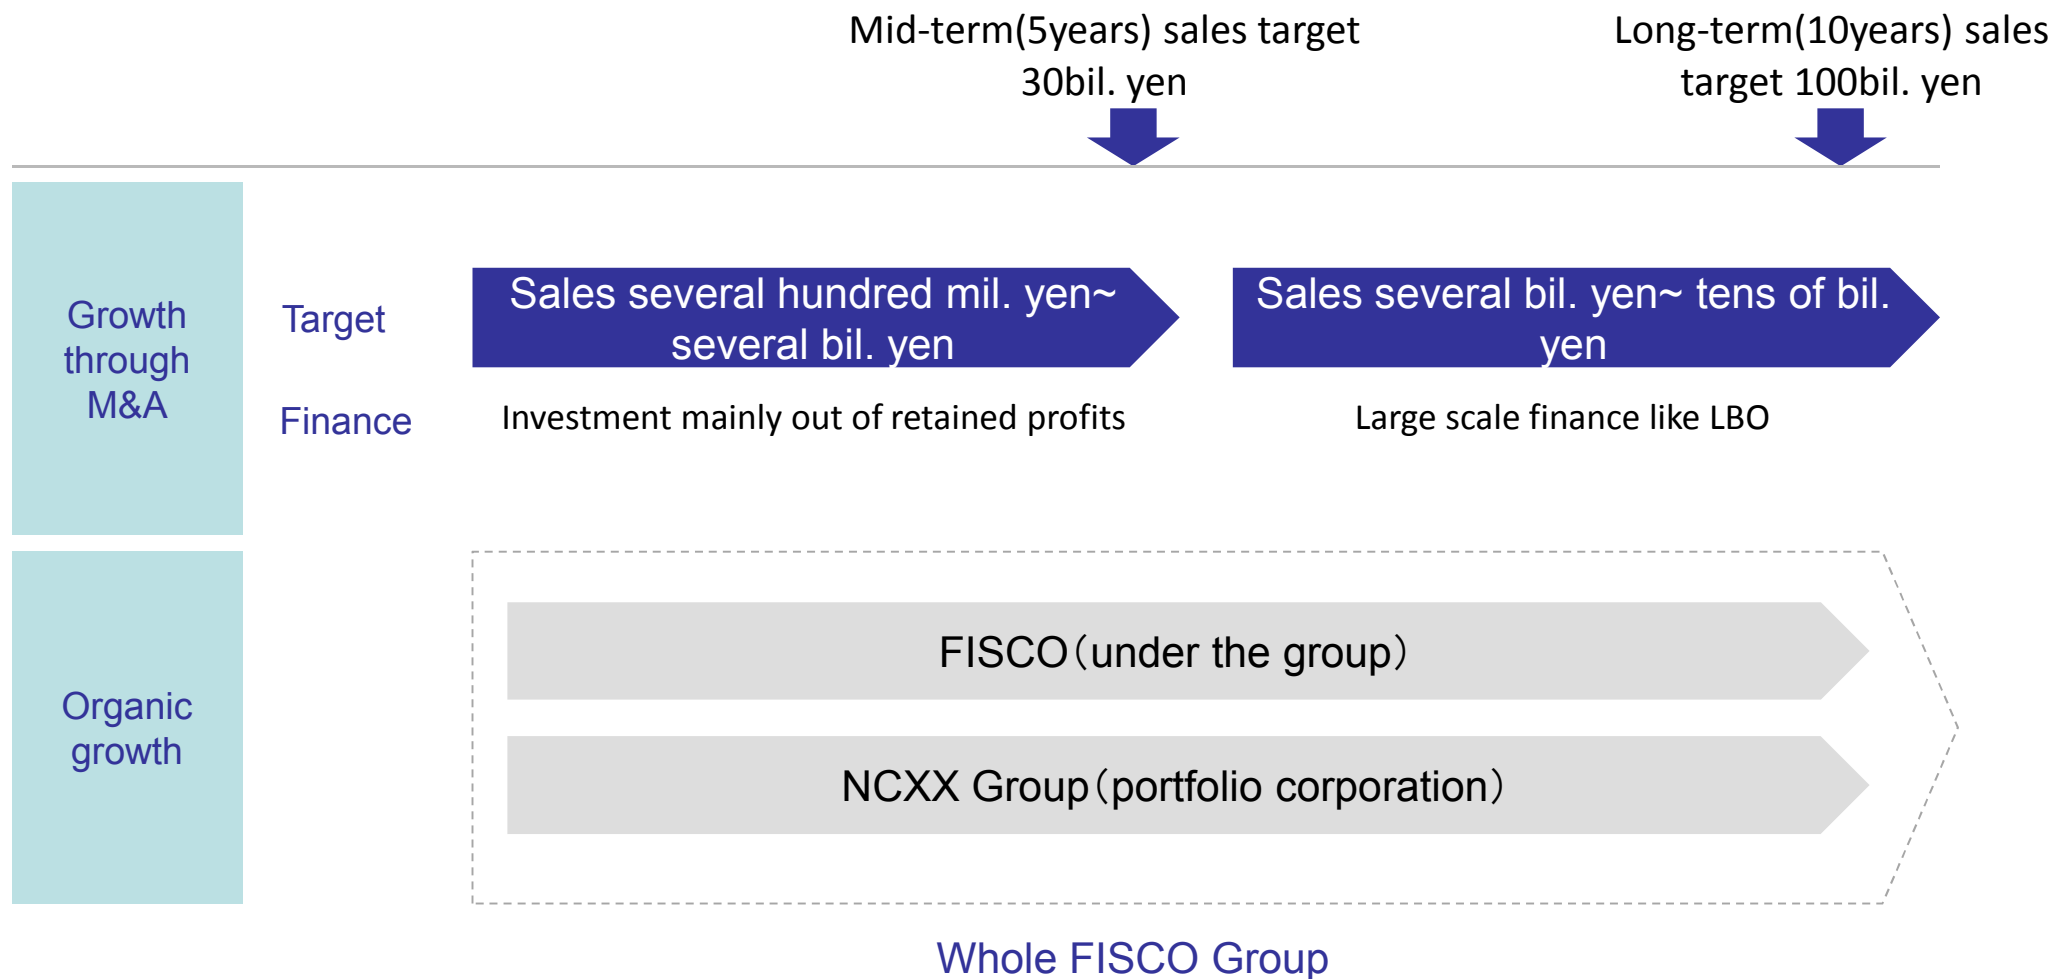 Mid-term(5years) sales target
30bil. yen
Long-term(10years) sales
target 100bil. yen
Growth
through
M&A
Target
Sales several hundred mil. yen~
several bil. yen
Sales several bil. yen~ tens of bil.
yen
Finance
Investment mainly out of retained profits
Large scale finance like LBO
Organic
growth
FISCO（under the group）
NCXX Group（portfolio corporation）
Whole FISCO Group